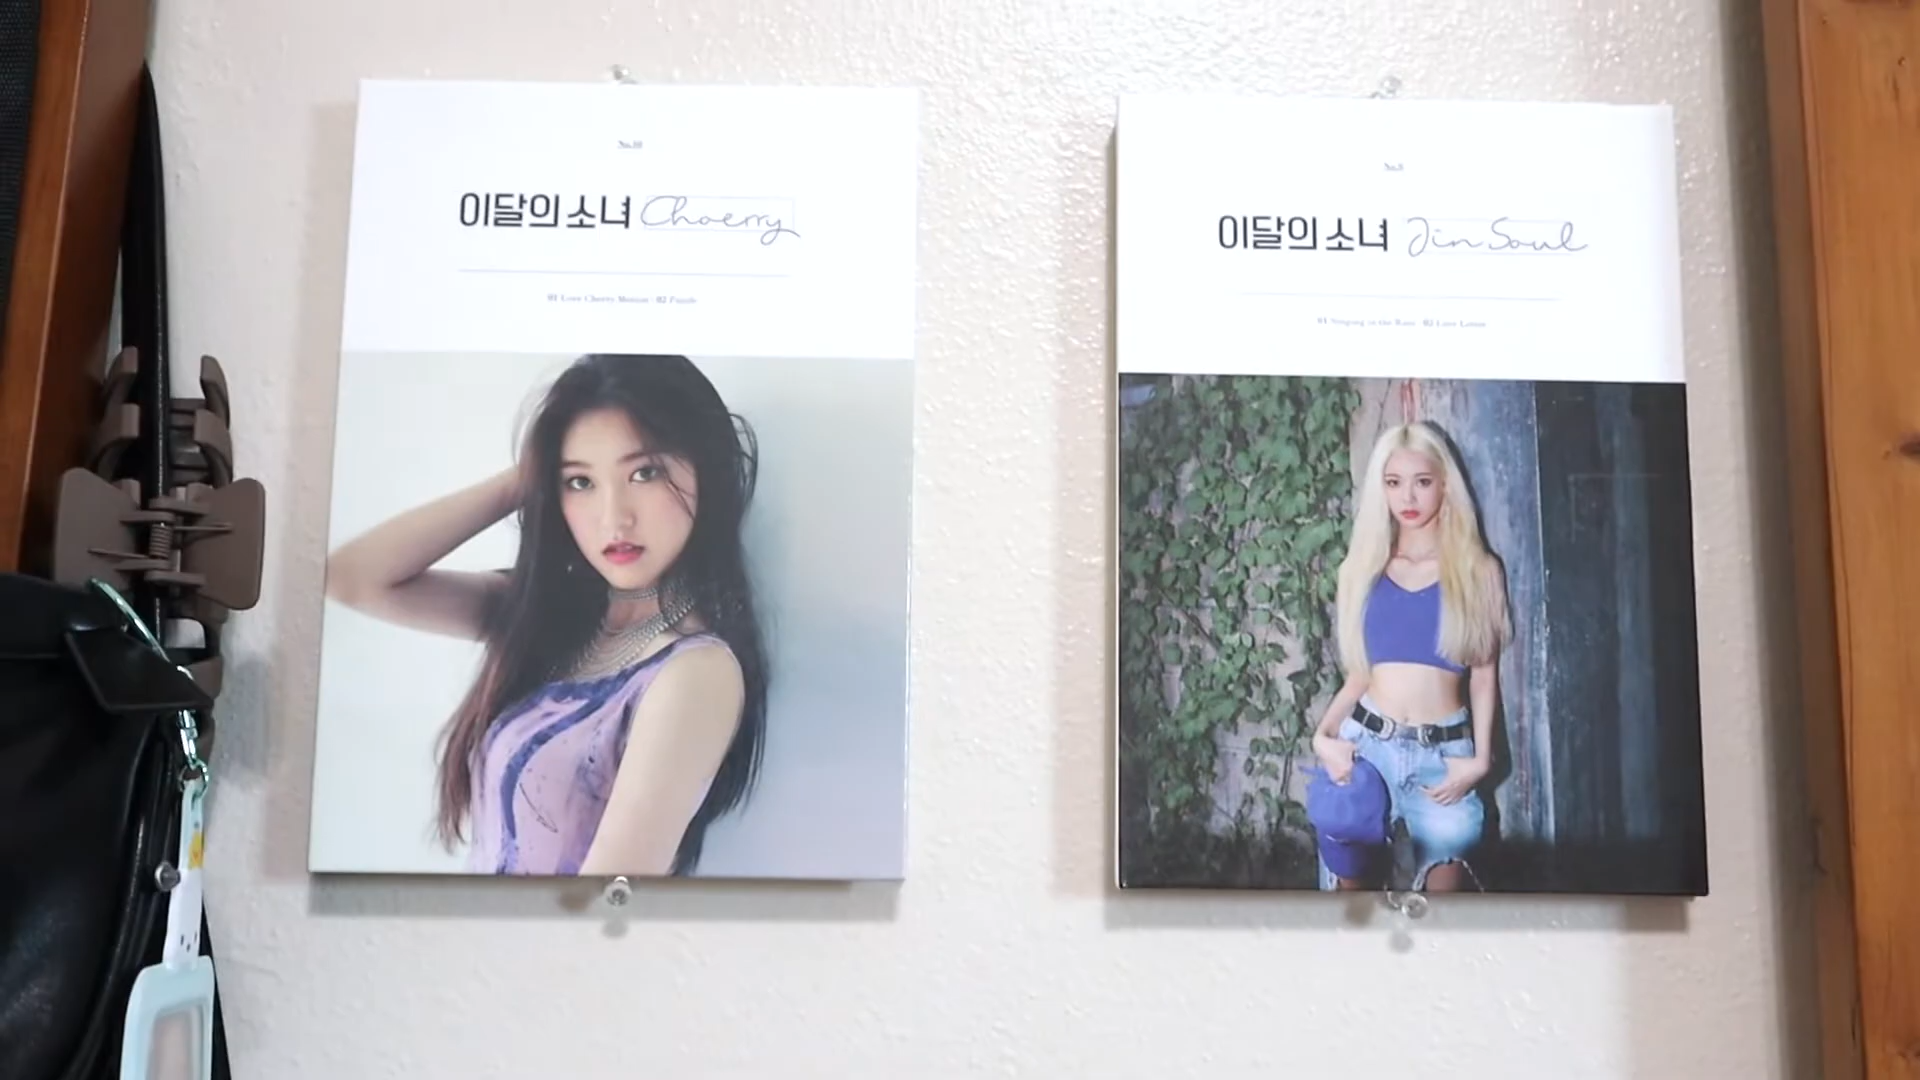 No.10
이달의 소녀 Choerry
01 Love Cherry Motion · 02 Puzzle
No.8
이달의 소녀 JinSoul
01 Singing in the Rain · 02 Love Letter